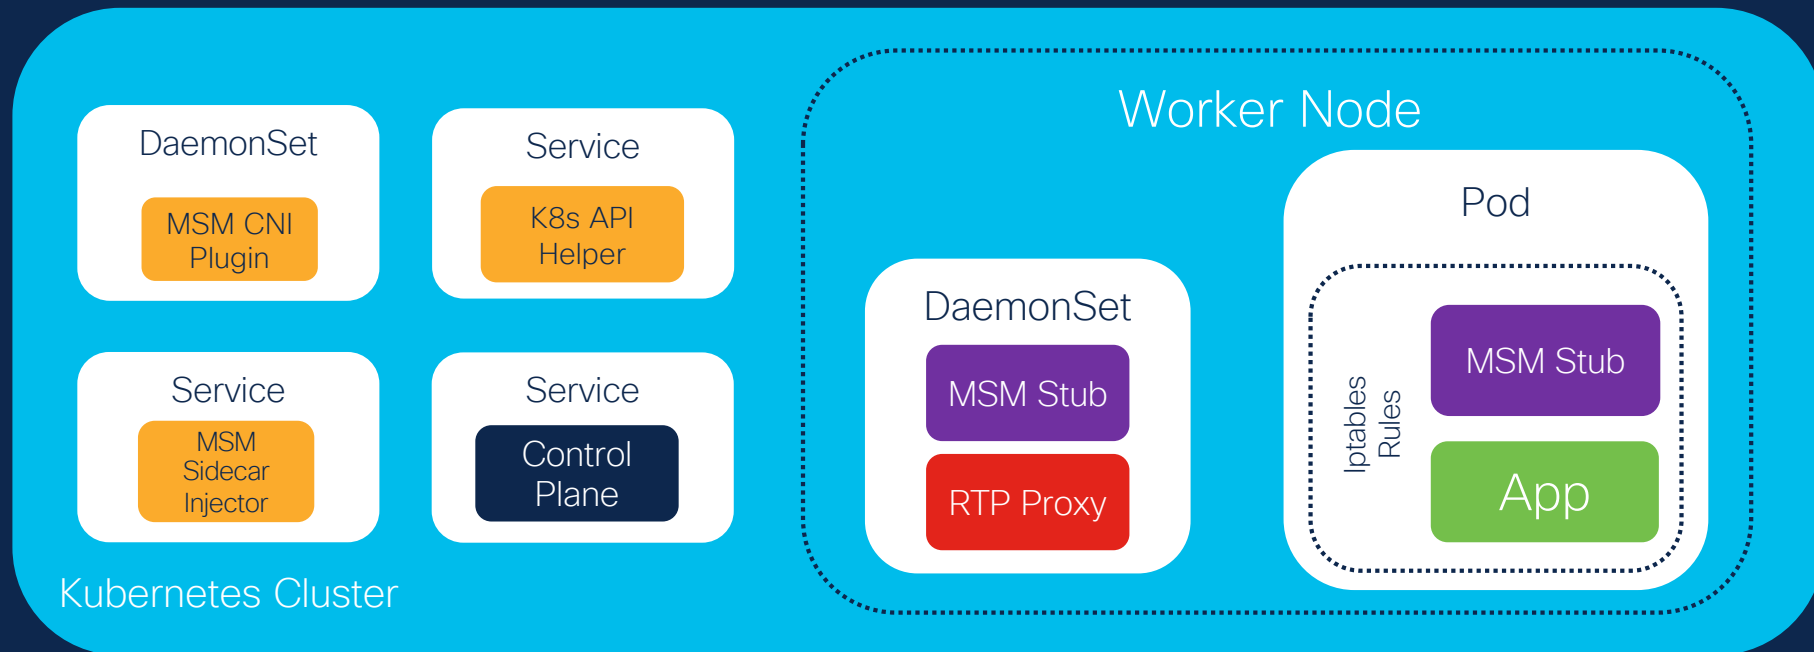 DaemonSet
MSM CNI
Plugin
Service
K8s API
Helper
Service
MSM
Sidecar
Injector
Service
Control
Plane
Kubernetes Cluster
Worker Node
DaemonSet
MSM Stub
RTP Proxy
Pod
Iptables
Rules
MSM Stub
App